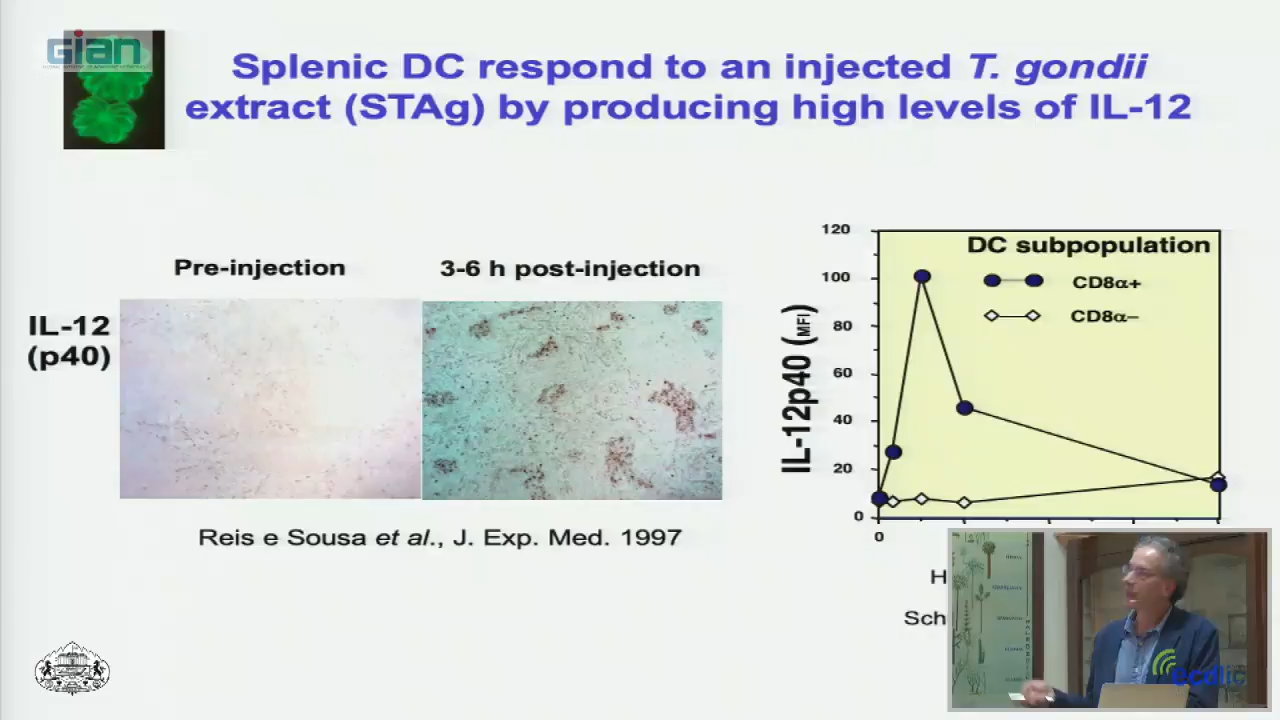 GIAN
Splenic DC respond to an injected T. gondii
extract (STAg) by producing high levels of IL-12
Pre-injection
3-6 h post-injection
IL-12
(p40)
Reis e Sousa et al., J. Exp. Med. 1997
120
100
80
60
40
20
0
0
IL-12p40 (MFI)
DC subpopulation
CD8α+
CD8α–
H
Sch